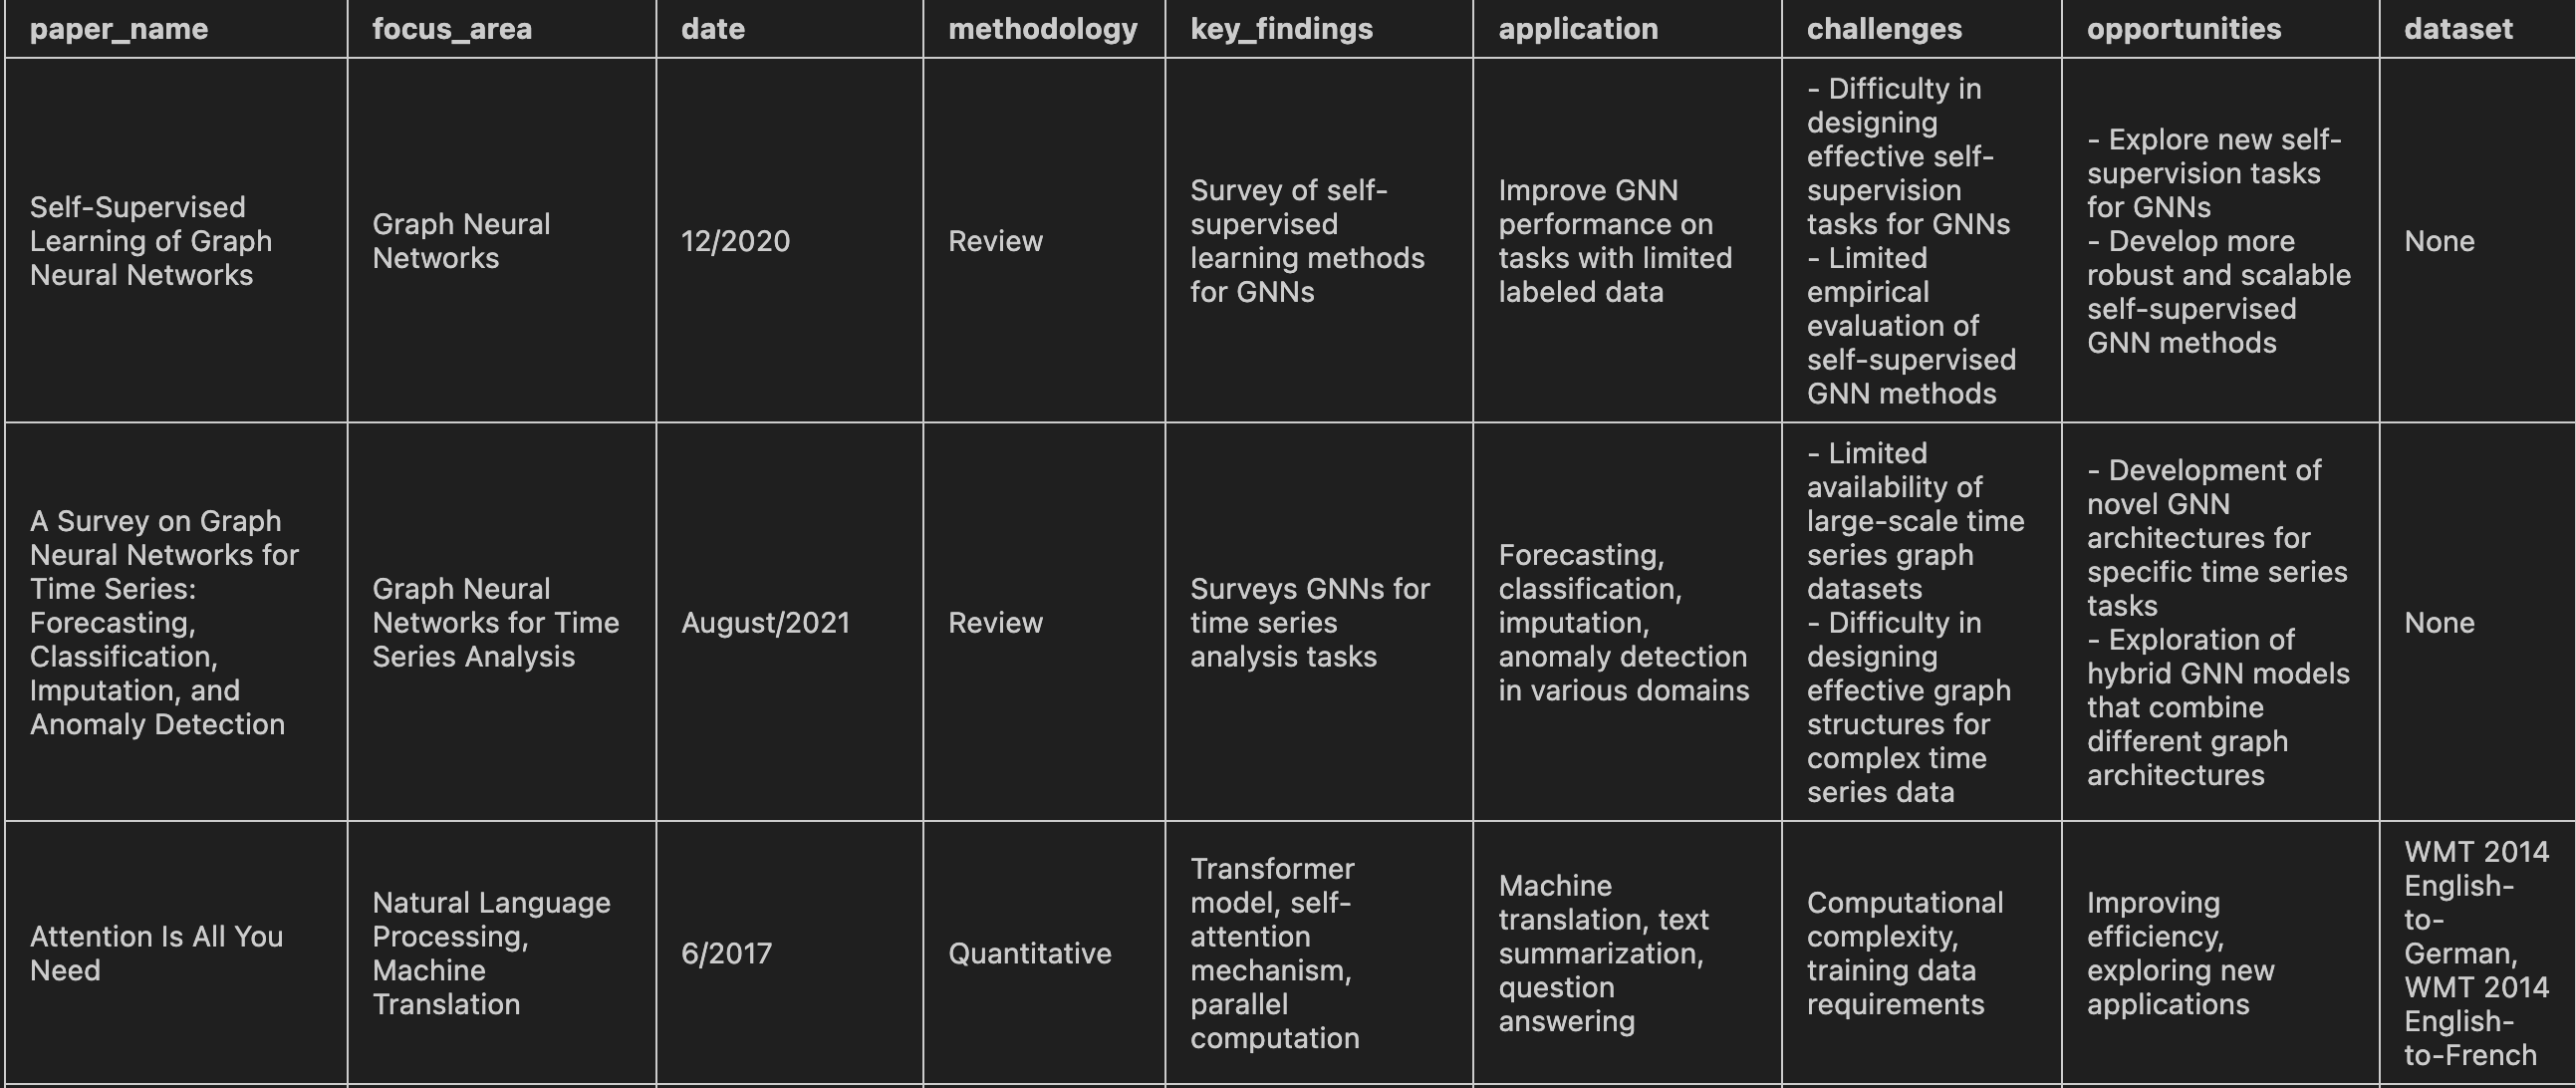 paper_name
focus_area
date
methodology
key_findings
application
challenges
opportunities
dataset
Self-Supervised
Learning of Graph
Neural Networks
Graph Neural
Networks
12/2020
Review
Survey of self-
supervised
learning methods
for GNNs
Improve GNN
performance on
tasks with limited
labeled data
- Difficulty in
designing
effective self-
supervision
tasks for GNNs
- Limited
empirical
evaluation of
self-supervised
GNN methods
- Explore new self-
supervision tasks
for GNNs
- Develop more
robust and scalable
self-supervised
GNN methods
None
A Survey on Graph
Neural Networks for
Time Series:
Forecasting,
Classification,
Imputation, and
Anomaly Detection
Graph Neural
Networks for Time
Series Analysis
August/2021
Review
Surveys GNNs for
time series
analysis tasks
Forecasting,
classification,
imputation,
anomaly detection
in various domains
- Limited
availability of
large-scale time
series graph
datasets
- Difficulty in
designing
effective graph
structures for
complex time
series data
- Development of
novel GNN
architectures for
specific time series
tasks
- Exploration of
hybrid GNN models
that combine
different graph
architectures
None
Attention Is All You
Need
Natural Language
Processing,
Machine
Translation
6/2017
Quantitative
Transformer
model, self-
attention
mechanism,
parallel
computation
Machine
translation, text
summarization,
question
answering
Computational
complexity,
training data
requirements
Improving
efficiency,
exploring new
applications
WMT 2014
English-
to-
German,
WMT 2014
English-
to-French